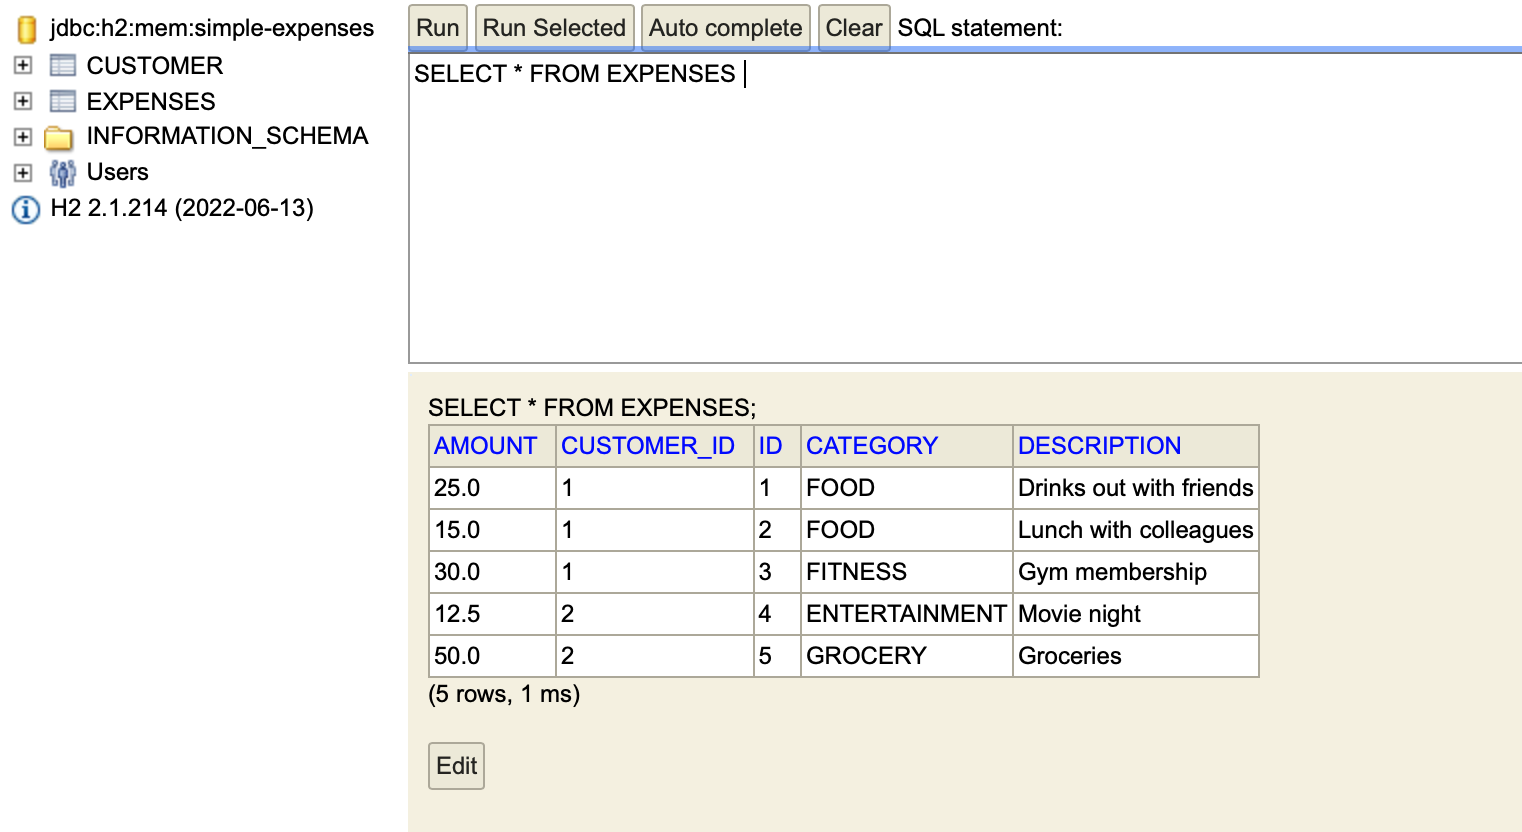 jdbc:h2:mem:simple-expenses
CUSTOMER
EXPENSES
INFORMATION_SCHEMA
Users
H2 2.1.214 (2022-06-13)
Run Run Selected Auto complete Clear SQL statement:
SELECT * FROM EXPENSES
SELECT * FROM EXPENSES;
AMOUNT CUSTOMER_ID ID CATEGORY DESCRIPTION
25.0 1 1 FOOD Drinks out with friends
15.0 1 2 FOOD Lunch with colleagues
30.0 1 3 FITNESS Gym membership
12.5 2 4 ENTERTAINMENT Movie night
50.0 2 5 GROCERY Groceries
(5 rows, 1 ms)
Edit